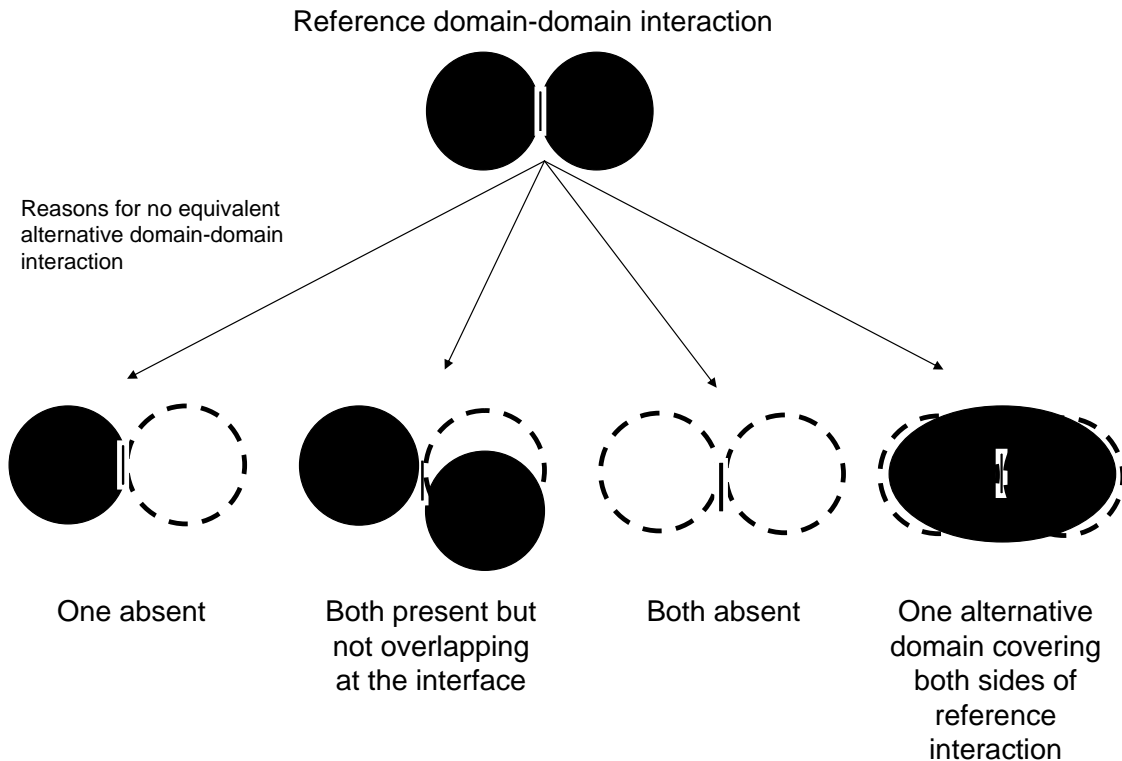 Reference domain-domain interaction
Reasons for no equivalent
alternative domain-domain
interaction
One absent
Both present but
not overlapping
at the interface
Both absent
One alternative
domain covering
both sides of
reference
interaction